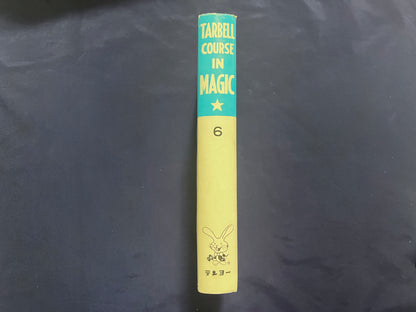 TARBELL
COURSE
IN
MAGIC
6
テンヨー